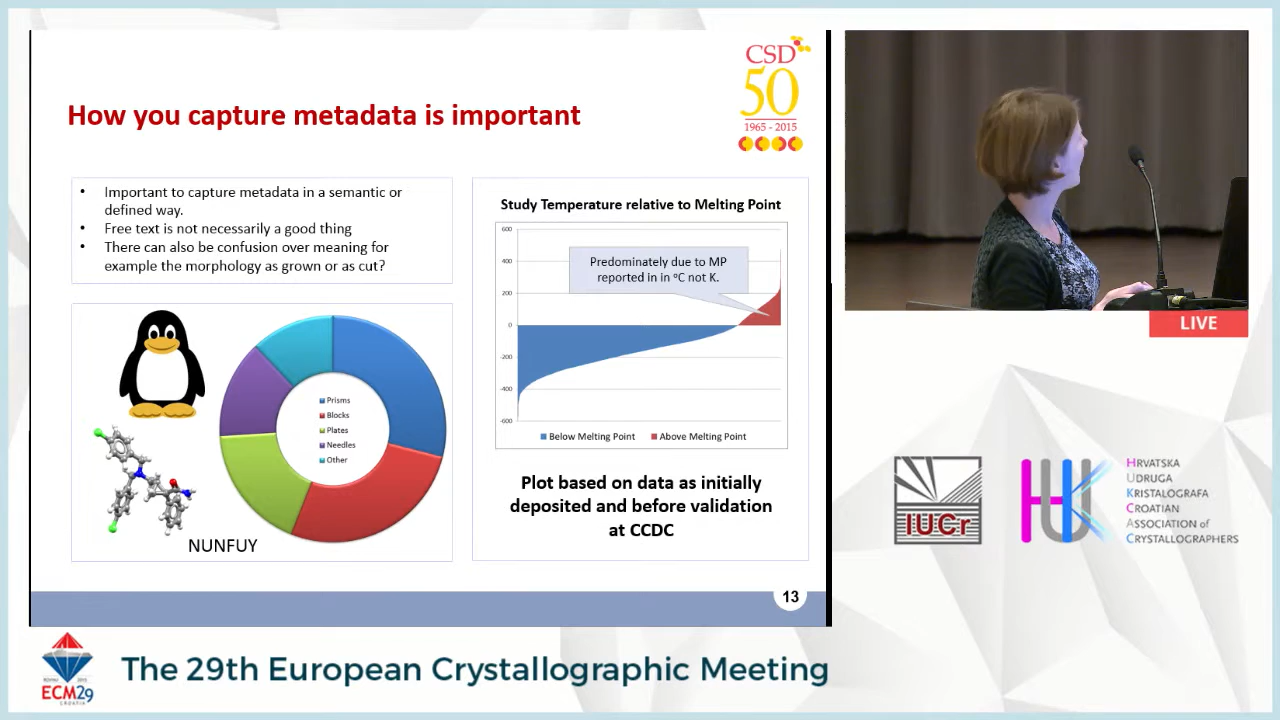 How you capture metadata is important
CSD
50
1965 - 2015
• Important to capture metadata in a semantic or
defined way.
• Free text is not necessarily a good thing
• There can also be confusion over meaning for
example the morphology as grown or as cut?
Prisms
Blocks
Plates
Needles
Other
NUNFUY
Study Temperature relative to Melting Point
600
400
200
0
-200
-400
-600
Predominately due to MP
reported in in °C not K.
Below Melting Point
Above Melting Point
Plot based on data as initially
deposited and before validation
at CCDC
13
LIVE
IUCr
HUK
HRVATSKA
UDRUGA
KRISTALOGRAFA
CROATIAN
ASSOCIATION of
CRYSTALLOGRAPHERS
ECM29
CROATIA
The 29th European Crystallographic Meeting